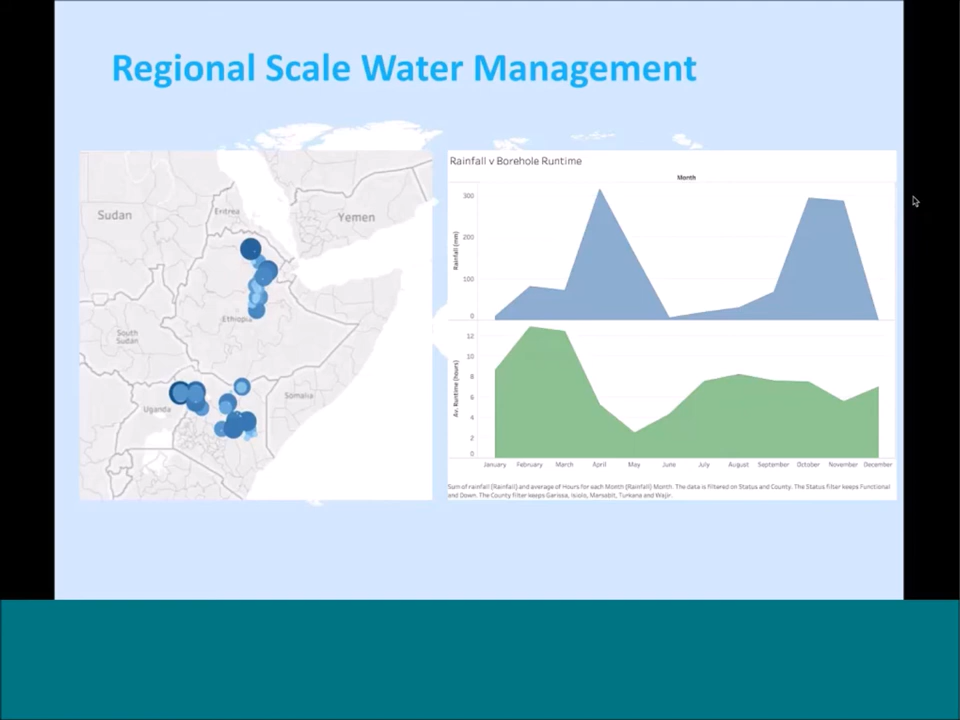 Regional Scale Water Management
Sudan
Eritrea
Yemen
Ethiopia
South
Sudan
Uganda
Somalia
Rainfall v Borehole Runtime
Month
Rainfall (mm)
300
200
100
0
Av. Runtime (hours)
12
10
8
6
4
2
0
January February March April May June July August September October November December
Sum of rainfall (Rainfall) and average of Hours for each Month (Rainfall) Month. The data is filtered on Status and County. The Status filter keeps Functional
and Down. The County filter keeps Garissa, Isiolo, Marsabit, Turkana and Wajir.